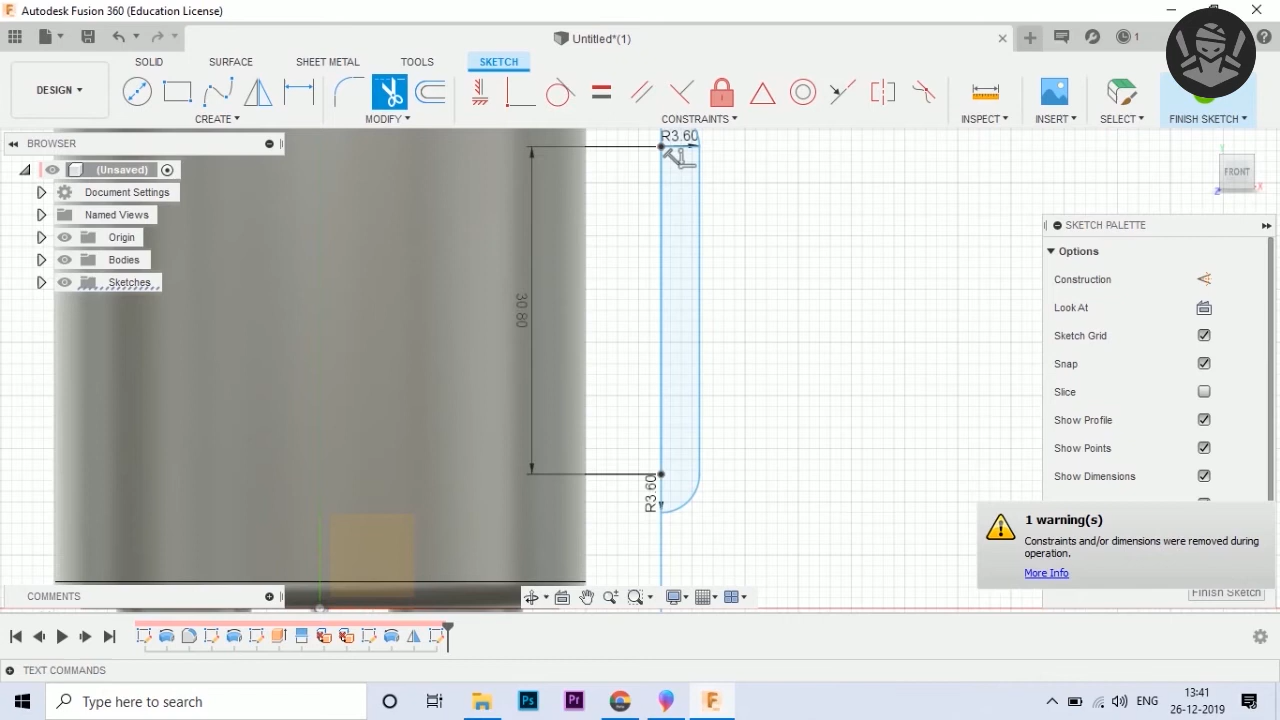 Autodesk Fusion 360 (Education License)
Untitled*(1)
1
SOLID SURFACE SHEET METAL TOOLS SKETCH
DESIGN
CREATE MODIFY CONSTRAINTS INSPECT INSERT SELECT FINISH SKETCH
BROWSER
(Unsaved)
Document Settings
Named Views
Origin
Bodies
Sketches
R3.60
30.80
R3.60
FRONT
SKETCH PALETTE
Options
Construction
Look At
Sketch Grid
Snap
Slice
Show Profile
Show Points
Show Dimensions
1 warning(s)
Constraints and/or dimensions were removed during
operation.
More Info
Finish Sketch
COMMENTS
TEXT COMMANDS
Type here to search
Ps
Pr
ENG
13:41
26-12-2019